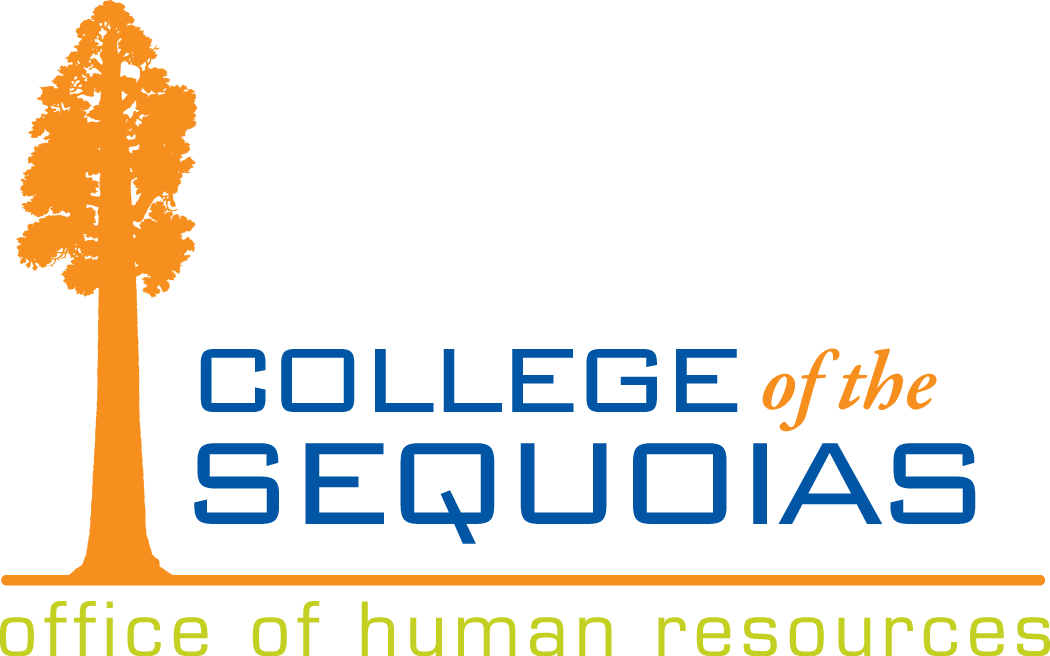 COLLEGE of the
SEQUOIAS
office of human resources